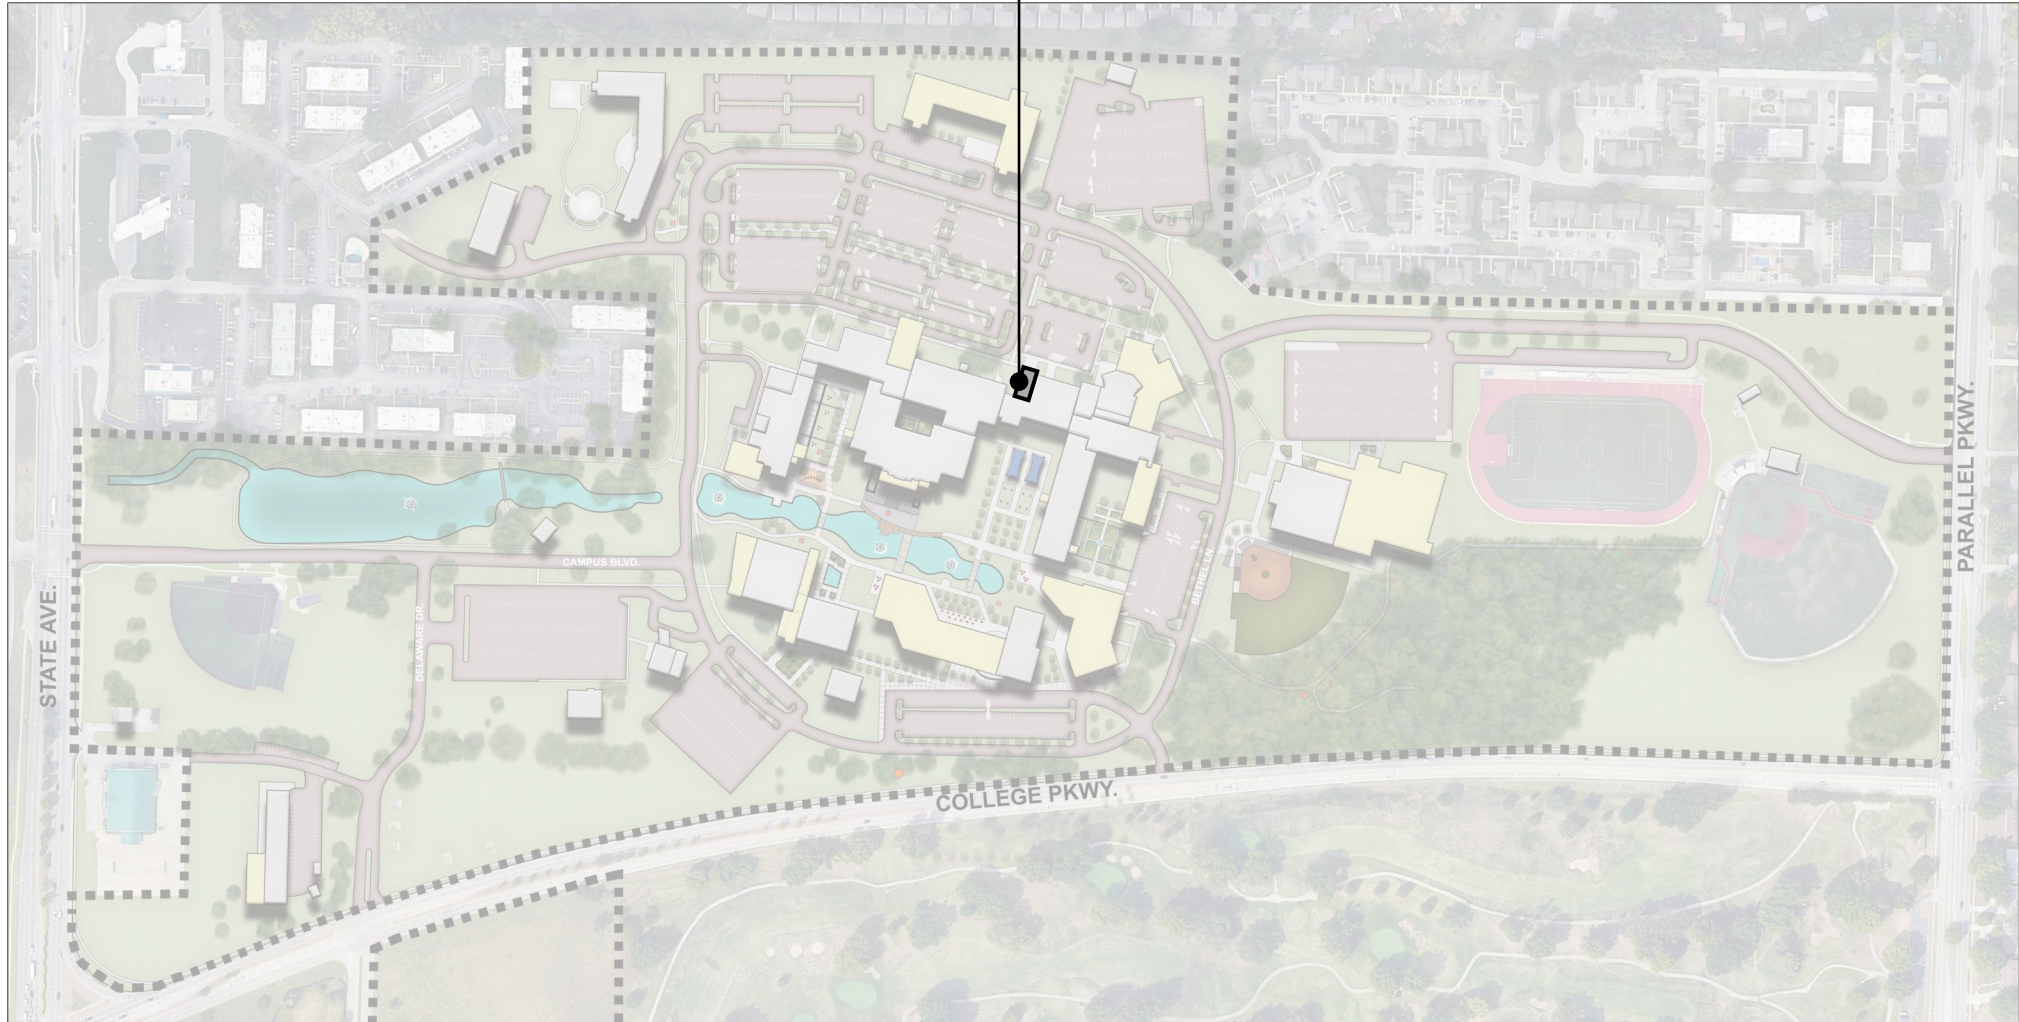 CAMPUS BLVD.
STATE AVE.
DELAWARE DR
BETHEL LN
PARALLEL PKWY.
COLLEGE PKWY.